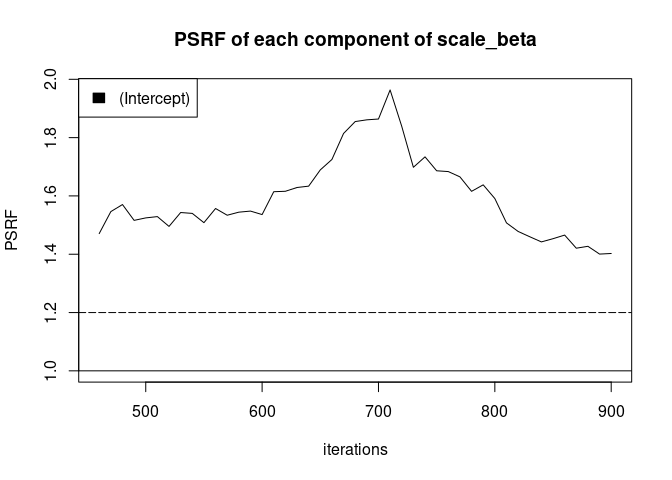 PSRF of each component of scale_beta
(Intercept)
PSRF
2.0
1.8
1.6
1.4
1.2
1.0
500 600 700 800 900
iterations